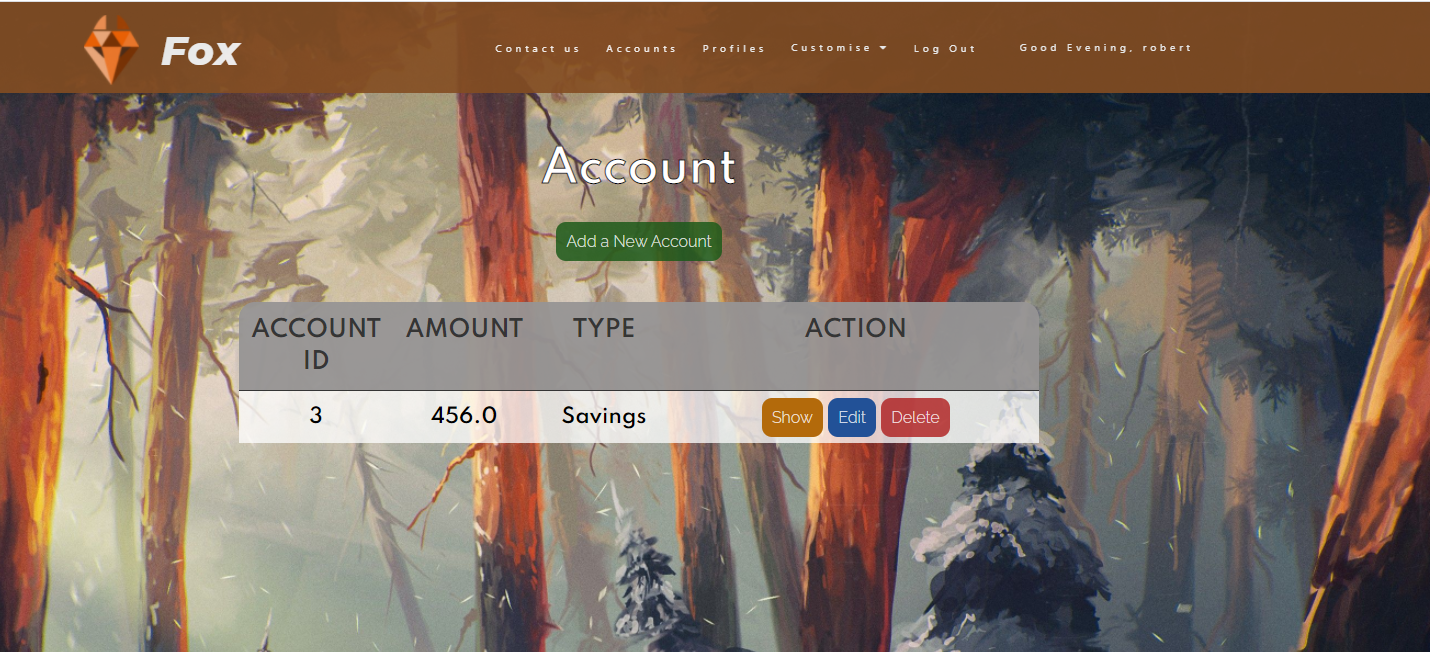 Fox
Contact us Accounts Profiles Customise Log Out Good Evening, robert
Account
Add a New Account
ACCOUNT ID AMOUNT TYPE ACTION
3 456.0 Savings Show Edit Delete